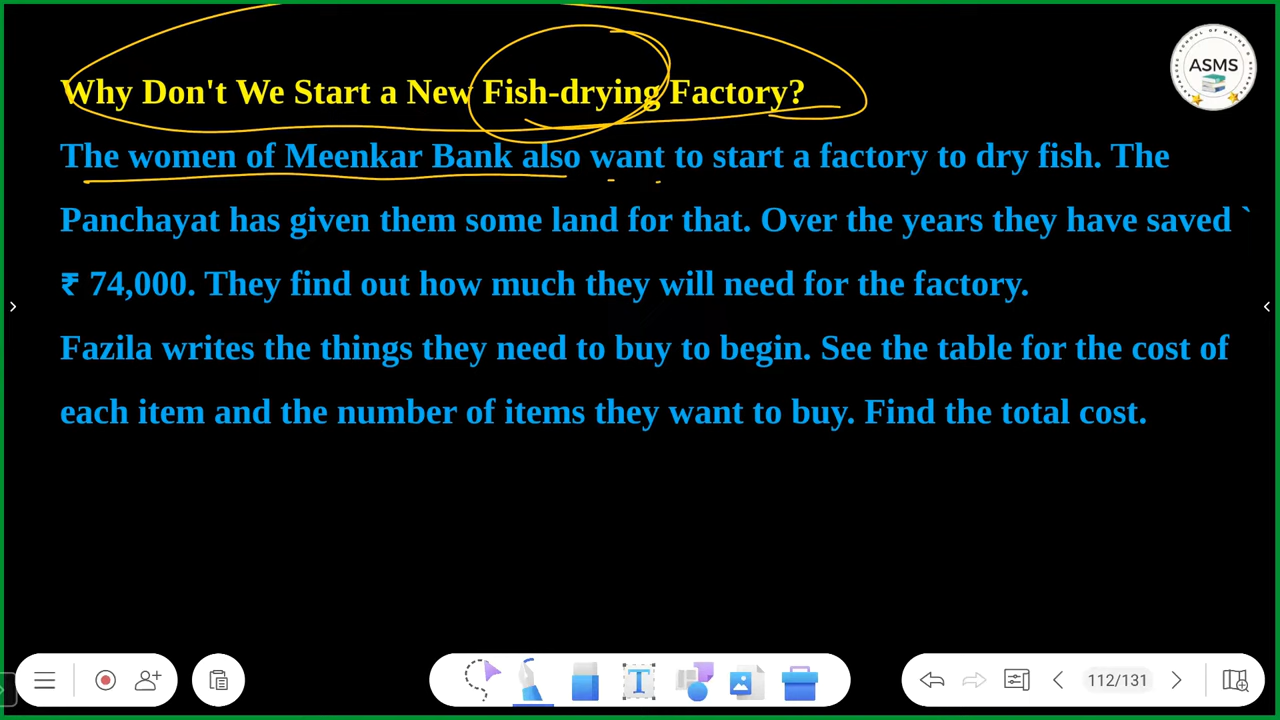 Why Don't We Start a New Fish-drying Factory?
The women of Meenkar Bank also want to start a factory to dry fish. The
Panchayat has given them some land for that. Over the years they have saved `
₹ 74,000. They find out how much they will need for the factory.
Fazila writes the things they need to buy to begin. See the table for the cost of
each item and the number of items they want to buy. Find the total cost.
ASMS
T
112/131